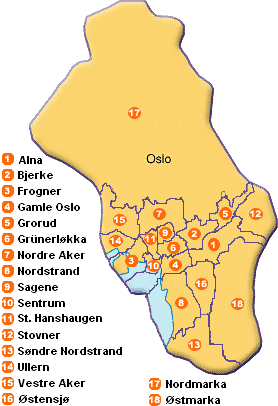 17
Oslo
1 Alna
2 Bjerke
3 Frogner
4 Gamle Oslo
5 Grorud
6 Grünerløkka
7 Nordre Aker
8 Nordstrand
9 Sagene
10 Sentrum
11 St. Hanshaugen
12 Stovner
13 Søndre Nordstrand
14 Ullern
15 Vestre Aker
16 Østensjø
17 Nordmarka
18 Østmarka
15 7 5 12
14 11 9 2 1
6
3 10 4
16
8 18
13